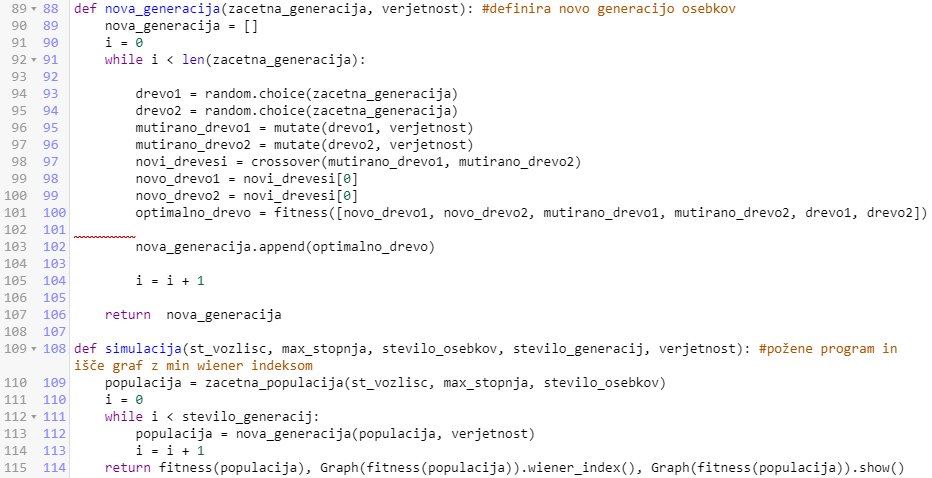 89 88 def nova_generacija(zacetna_generacija, verjetnost): #definira novo generacijo osebkov
90 89 nova_generacija = []
91 90 i = 0
92 91 while i < len(zacetna_generacija):
93 92
94 93 drevo1 = random.choice(zacetna_generacija)
95 94 drevo2 = random.choice(zacetna_generacija)
96 95 mutirano_drevo1 = mutate(drevo1, verjetnost)
97 96 mutirano_drevo2 = mutate(drevo2, verjetnost)
98 97 novi_drevesi = crossover(mutirano_drevo1, mutirano_drevo2)
99 98 novo_drevo1 = novi_drevesi[0]
100 99 novo_drevo2 = novi_drevesi[0]
101 100 optimalno_drevo = fitness([novo_drevo1, novo_drevo2, mutirano_drevo1, mutirano_drevo2, drevo1, drevo2])
102 101
103 102 nova_generacija.append(optimalno_drevo)
104 103
105 104 i = i + 1
106 105
107 106 return  nova_generacija
108 107
109 108 def simulacija(st_vozlisc, max_stopnja, stevilo_osebkov, stevilo_generacij, verjetnost): #požene program in
išče graf z min wiener indeksom
110 109 populacija = zacetna_populacija(st_vozlisc, max_stopnja, stevilo_osebkov)
111 110 i = 0
112 111 while i < stevilo_generacij:
113 112 populacija = nova_generacija(populacija, verjetnost)
114 113 i = i + 1
115 114 return fitness(populacija), Graph(fitness(populacija)).wiener_index(), Graph(fitness(populacija)).show()